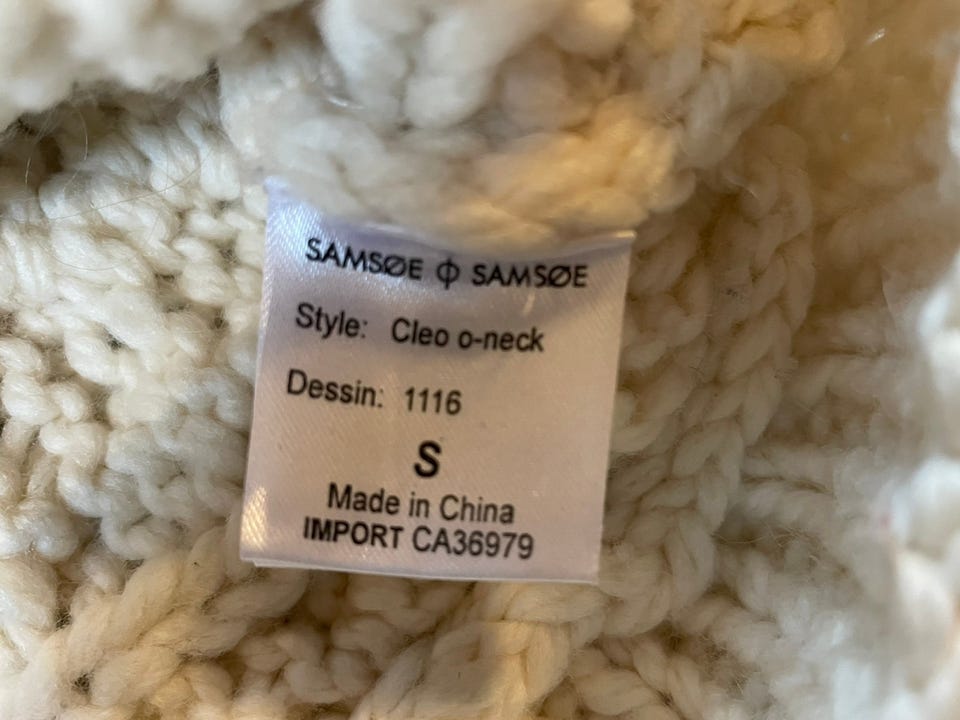 SAMSØE ϕ SAMSØE
Style: Cleo o-neck
Dessin: 1116
S
Made in China
IMPORT CA36979